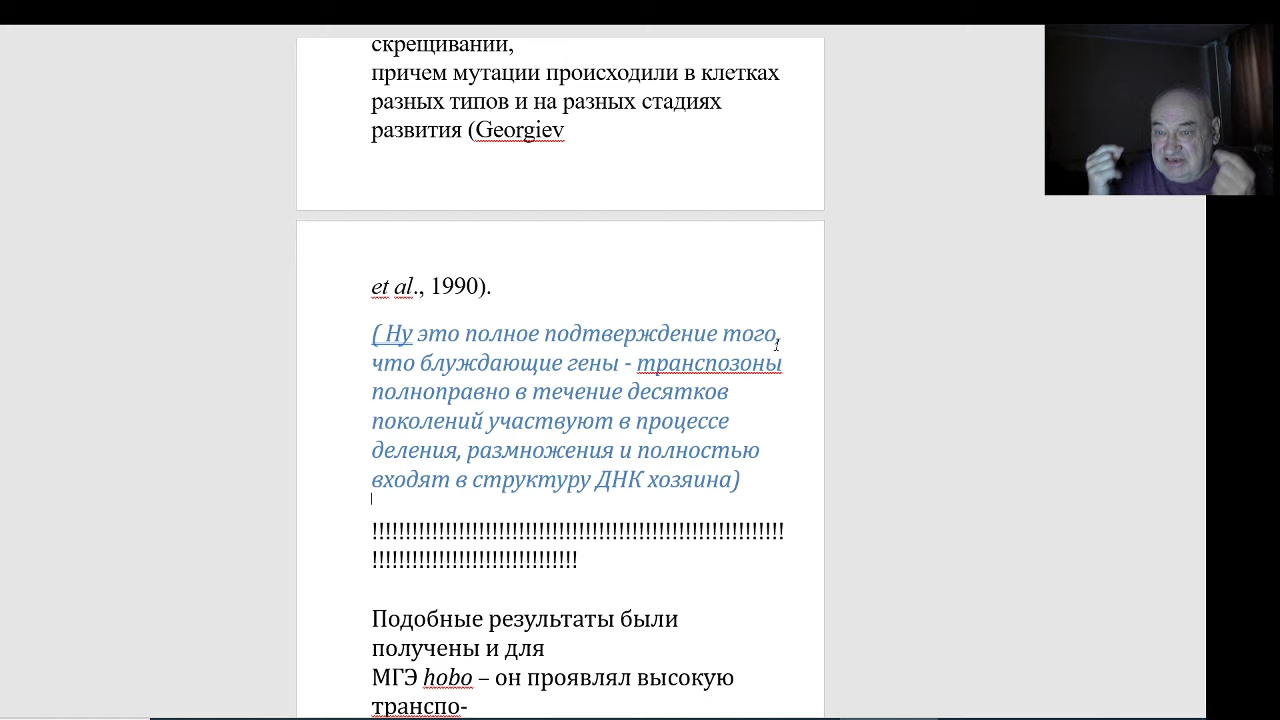 скрещивании,
причем мутации происходили в клетках
разных типов и на разных стадиях
развития (Georgiev
et al., 1990).
( Ну это полное подтверждение того,
что блуждающие гены - транспозоны
полноправно в течение десятков
поколений участвуют в процессе
деления, размножения и полностью
входят в структуру ДНК хозяина)
!!!!!!!!!!!!!!!!!!!!!!!!!!!!!!!!!!!!!!!!!!!!!!!!!!!!!!!!!!!!!!
!!!!!!!!!!!!!!!!!!!!!!!!!!!!!!!
Подобные результаты были
получены и для
МГЭ hobo – он проявлял высокую
транспо-